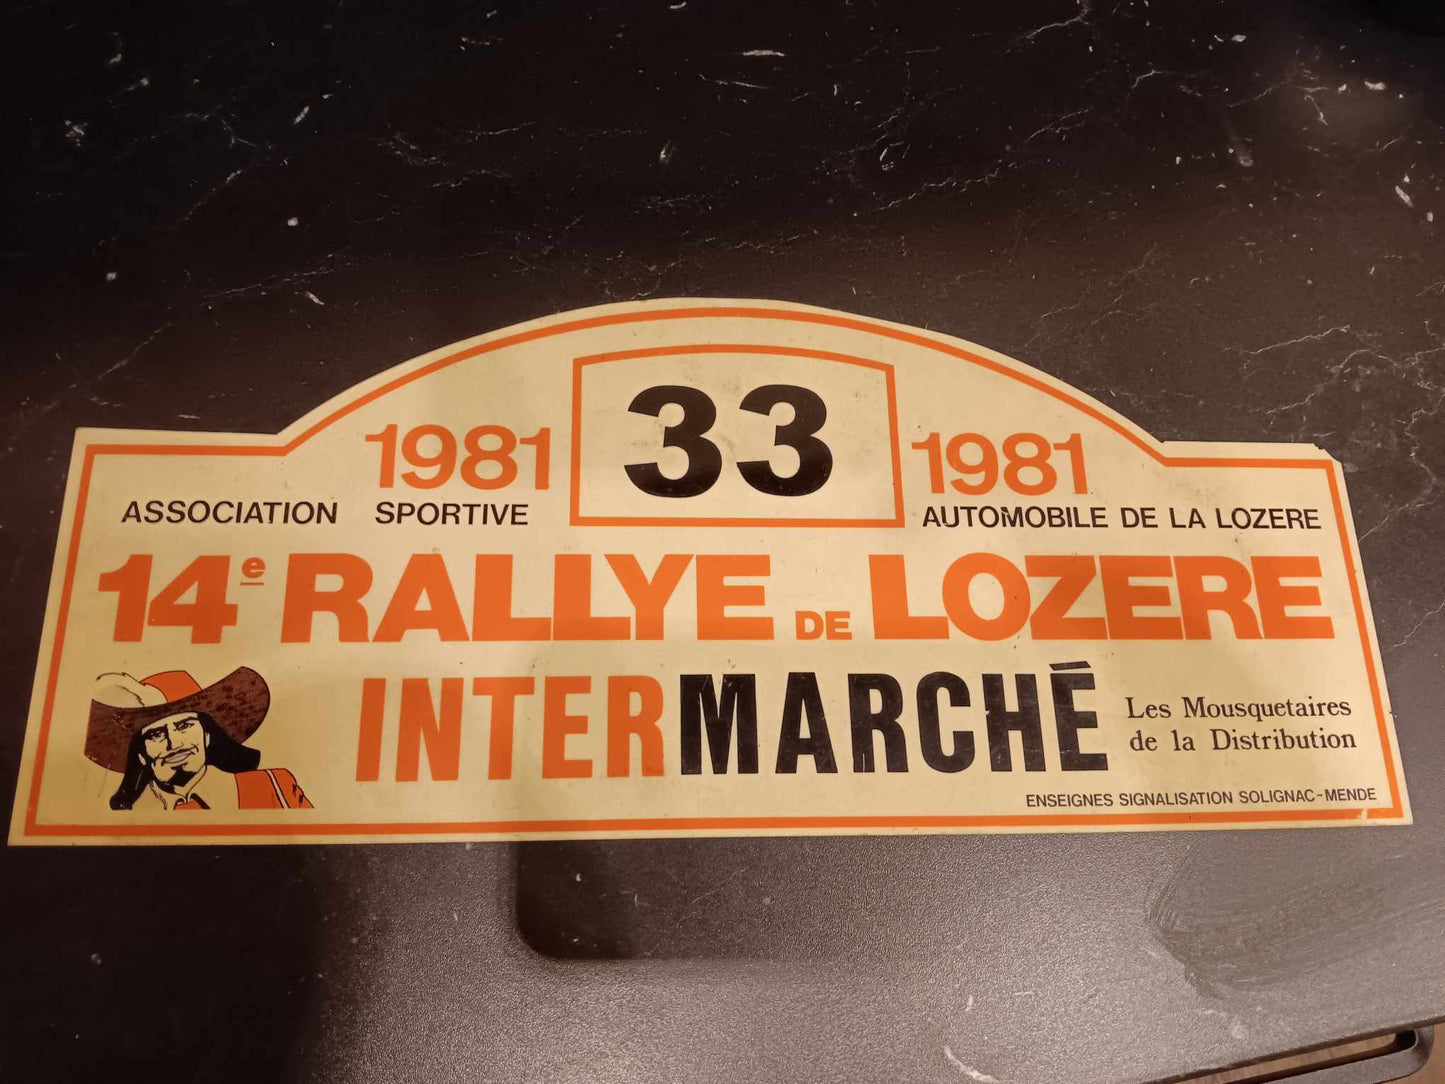 33
1981 1981
ASSOCIATION SPORTIVE AUTOMOBILE DE LA LOZERE
14e RALLYE DE LOZERE
INTERMARCHÉ
Les Mousquetaires
de la Distribution
ENSEIGNES SIGNALISATION SOLIGNAC-MENDE